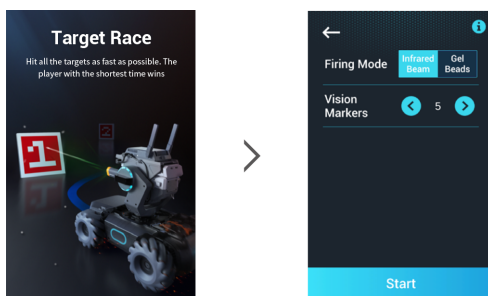 Target Race
Hit all the targets as fast as possible. The
player with the shortest time wins
1
2
Firing Mode
Infrared
Beam
Gel
Beads
Vision
Markers
5
Start